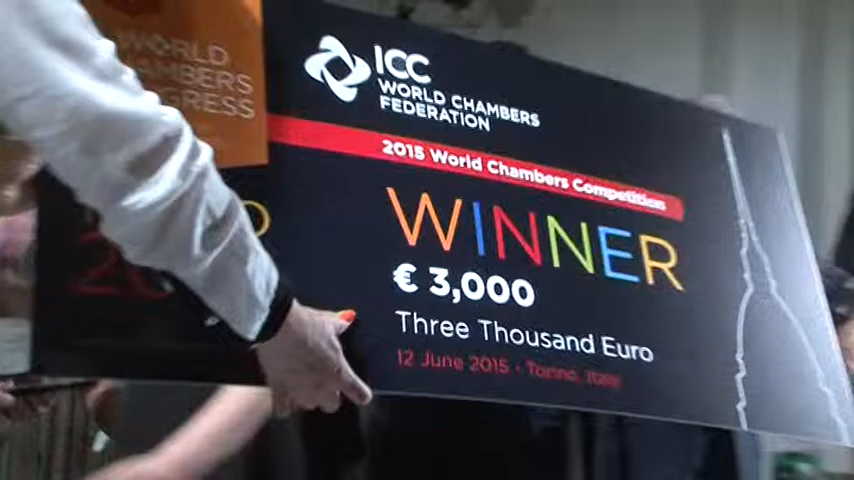 WORLD
CHAMBERS
CONGRESS
ICC
WORLD CHAMBERS
FEDERATION
2015 World Chambers Competition
WINNER
€ 3,000
Three Thousand Euro
12 June 2015 - Torino, Italy